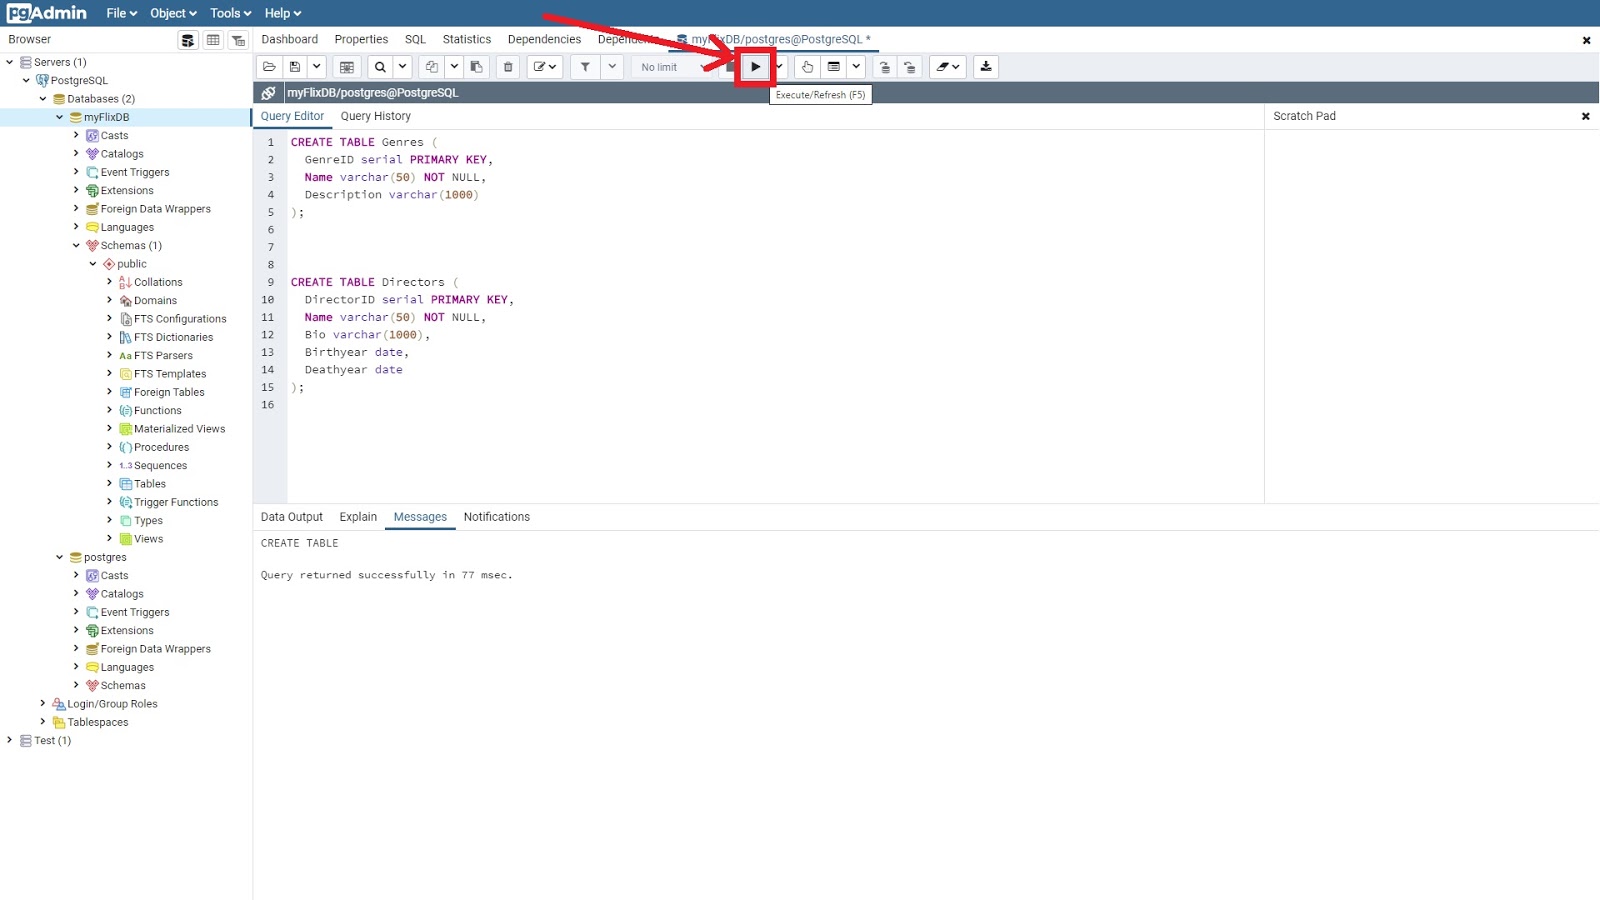 pgAdmin File Object Tools Help
Browser
Dashboard Properties SQL Statistics Dependencies myFlixDB/postgres@PostgreSQL *
Servers (1)
PostgreSQL
Databases (2)
myFlixDB
Casts
Catalogs
Event Triggers
Extensions
Foreign Data Wrappers
Languages
Schemas (1)
public
Collations
Domains
FTS Configurations
FTS Dictionaries
FTS Parsers
FTS Templates
Foreign Tables
Functions
Materialized Views
Procedures
1..3 Sequences
Tables
Trigger Functions
Types
Views
postgres
Casts
Catalogs
Event Triggers
Extensions
Foreign Data Wrappers
Languages
Schemas
Login/Group Roles
Tablespaces
Test (1)
No limit
Execute/Refresh (F5)
myFlixDB/postgres@PostgreSQL
Query Editor Query History
Scratch Pad
1 CREATE TABLE Genres (
2 GenreID serial PRIMARY KEY,
3 Name varchar(50) NOT NULL,
4 Description varchar(1000)
5 );
6
7
8
9 CREATE TABLE Directors (
10 DirectorID serial PRIMARY KEY,
11 Name varchar(50) NOT NULL,
12 Bio varchar(1000),
13 Birthyear date,
14 Deathyear date
15 );
16
Data Output Explain Messages Notifications
CREATE TABLE
Query returned successfully in 77 msec.